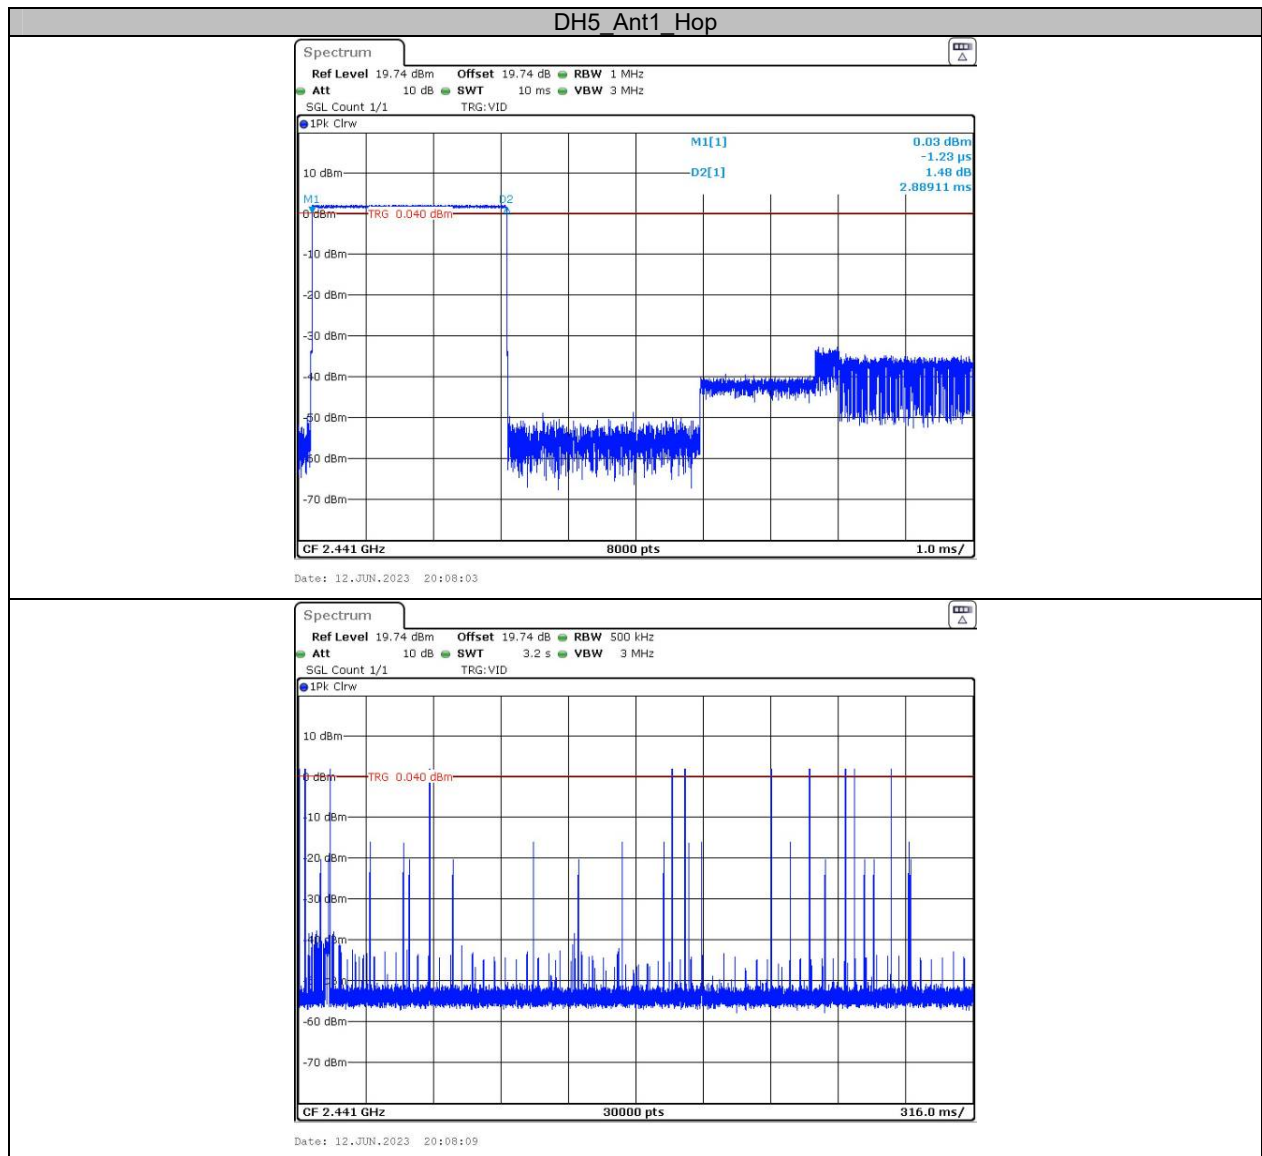 DH5_Ant1_Hop
Spectrum
Ref Level 19.74 dBm Offset 19.74 dB RBW 1 MHz
Att 10 dB SWT 10 ms VBW 3 MHz
SGL Count 1/1 TRG:VID
1Pk Clrw
M1[1] 0.03 dBm
-1.23 µs
10 dBm D2[1] 1.48 dB
2.88911 ms
M1 D2
0 dBm TRG 0.040 dBm
-10 dBm
-20 dBm
-30 dBm
-40 dBm
-50 dBm
-60 dBm
-70 dBm
CF 2.441 GHz 8000 pts 1.0 ms/
Date: 12.JUN.2023 20:08:03
Spectrum
Ref Level 19.74 dBm Offset 19.74 dB RBW 500 kHz
Att 10 dB SWT 3.2 s VBW 3 MHz
SGL Count 1/1 TRG:VID
1Pk Clrw
10 dBm
0 dBm TRG 0.040 dBm
-10 dBm
-20 dBm
-30 dBm
-40 dBm
-60 dBm
-70 dBm
CF 2.441 GHz 30000 pts 316.0 ms/
Date: 12.JUN.2023 20:08:09